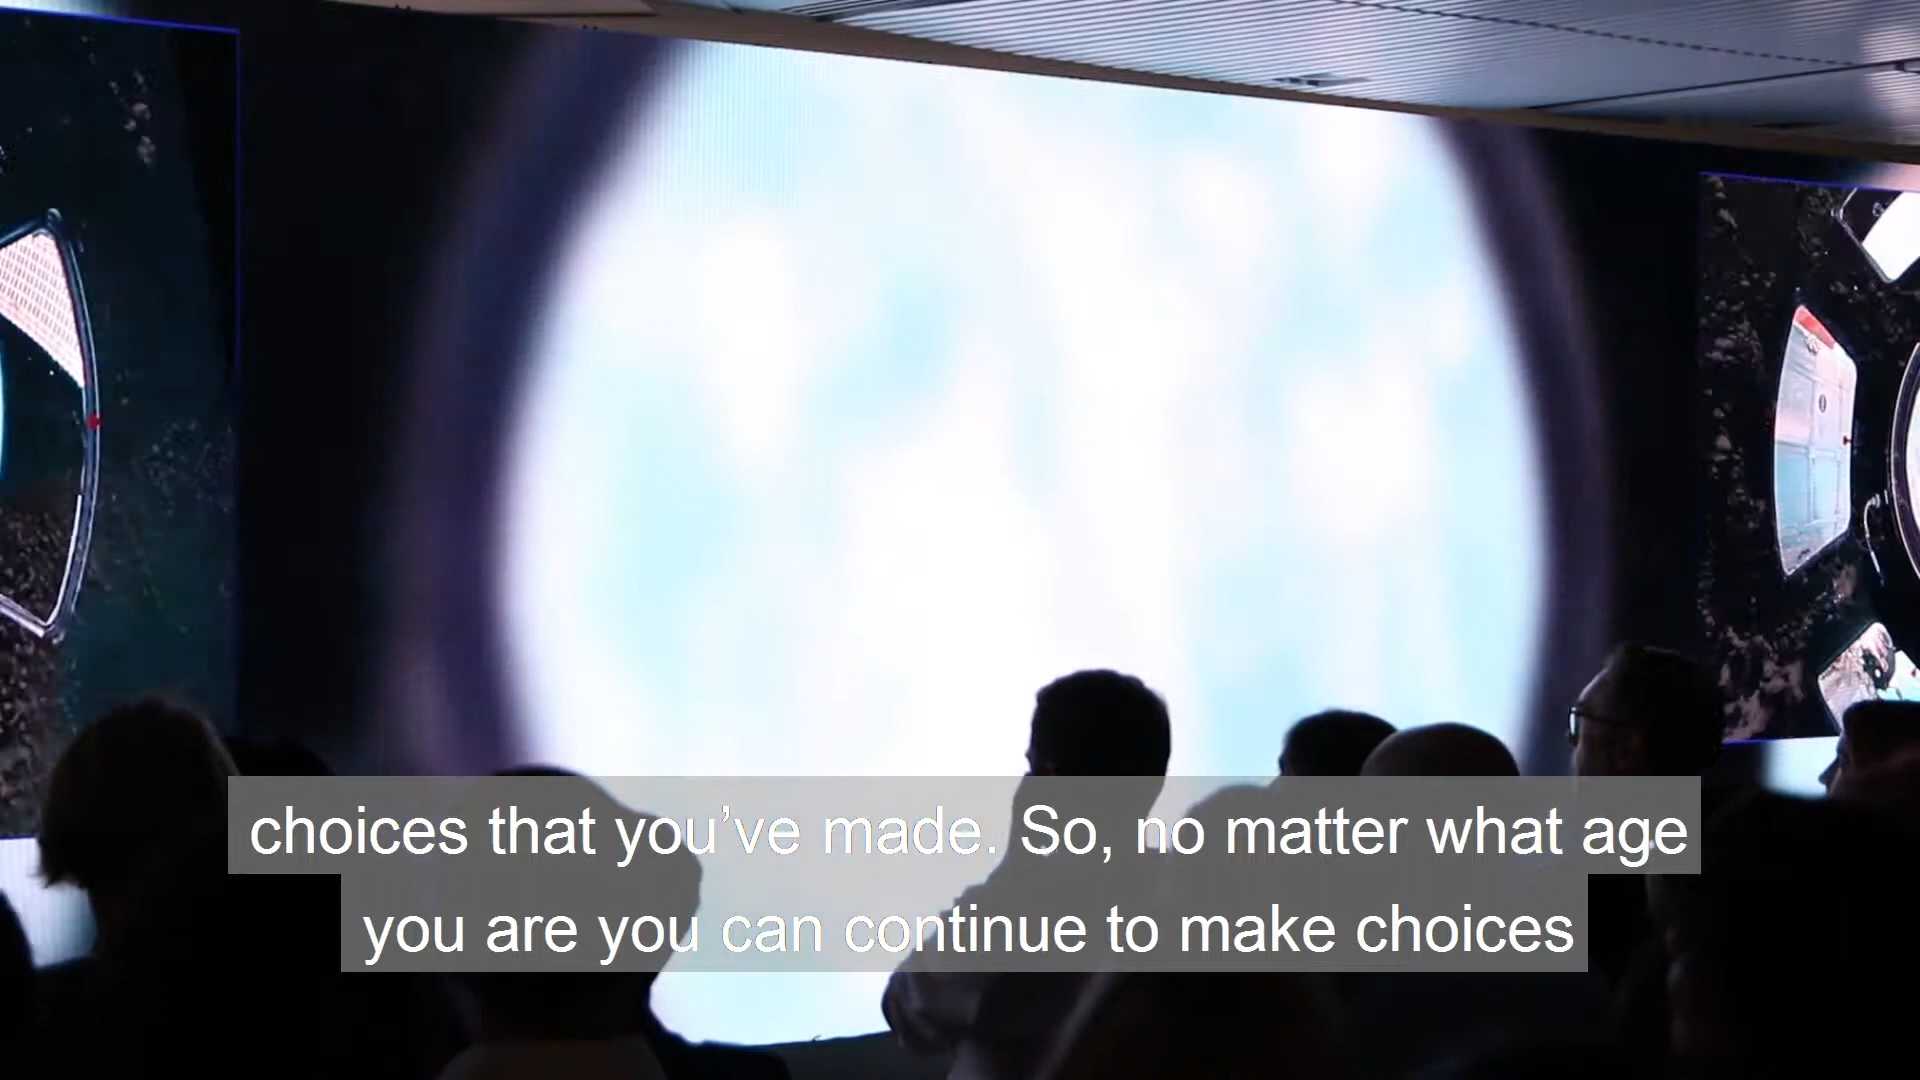 choices that you’ve made. So, no matter what age
you are you can continue to make choices